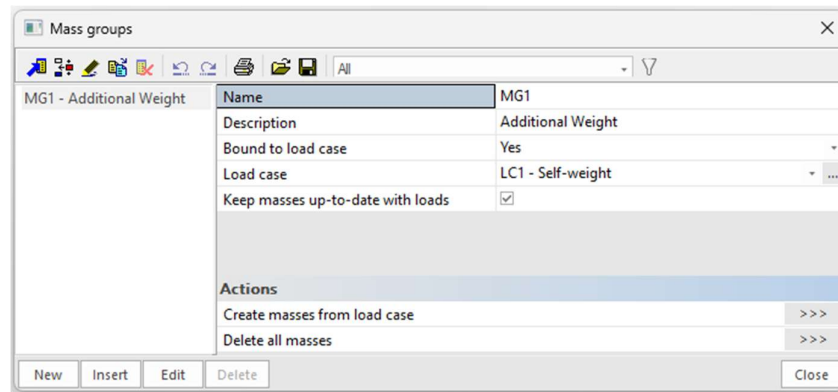 Mass groups
All
MG1 - Additional Weight
Name MG1
Description Additional Weight
Bound to load case Yes
Load case LC1 - Self-weight ...
Keep masses up-to-date with loads
Actions
Create masses from load case >>>
Delete all masses >>>
New Insert Edit Delete Close